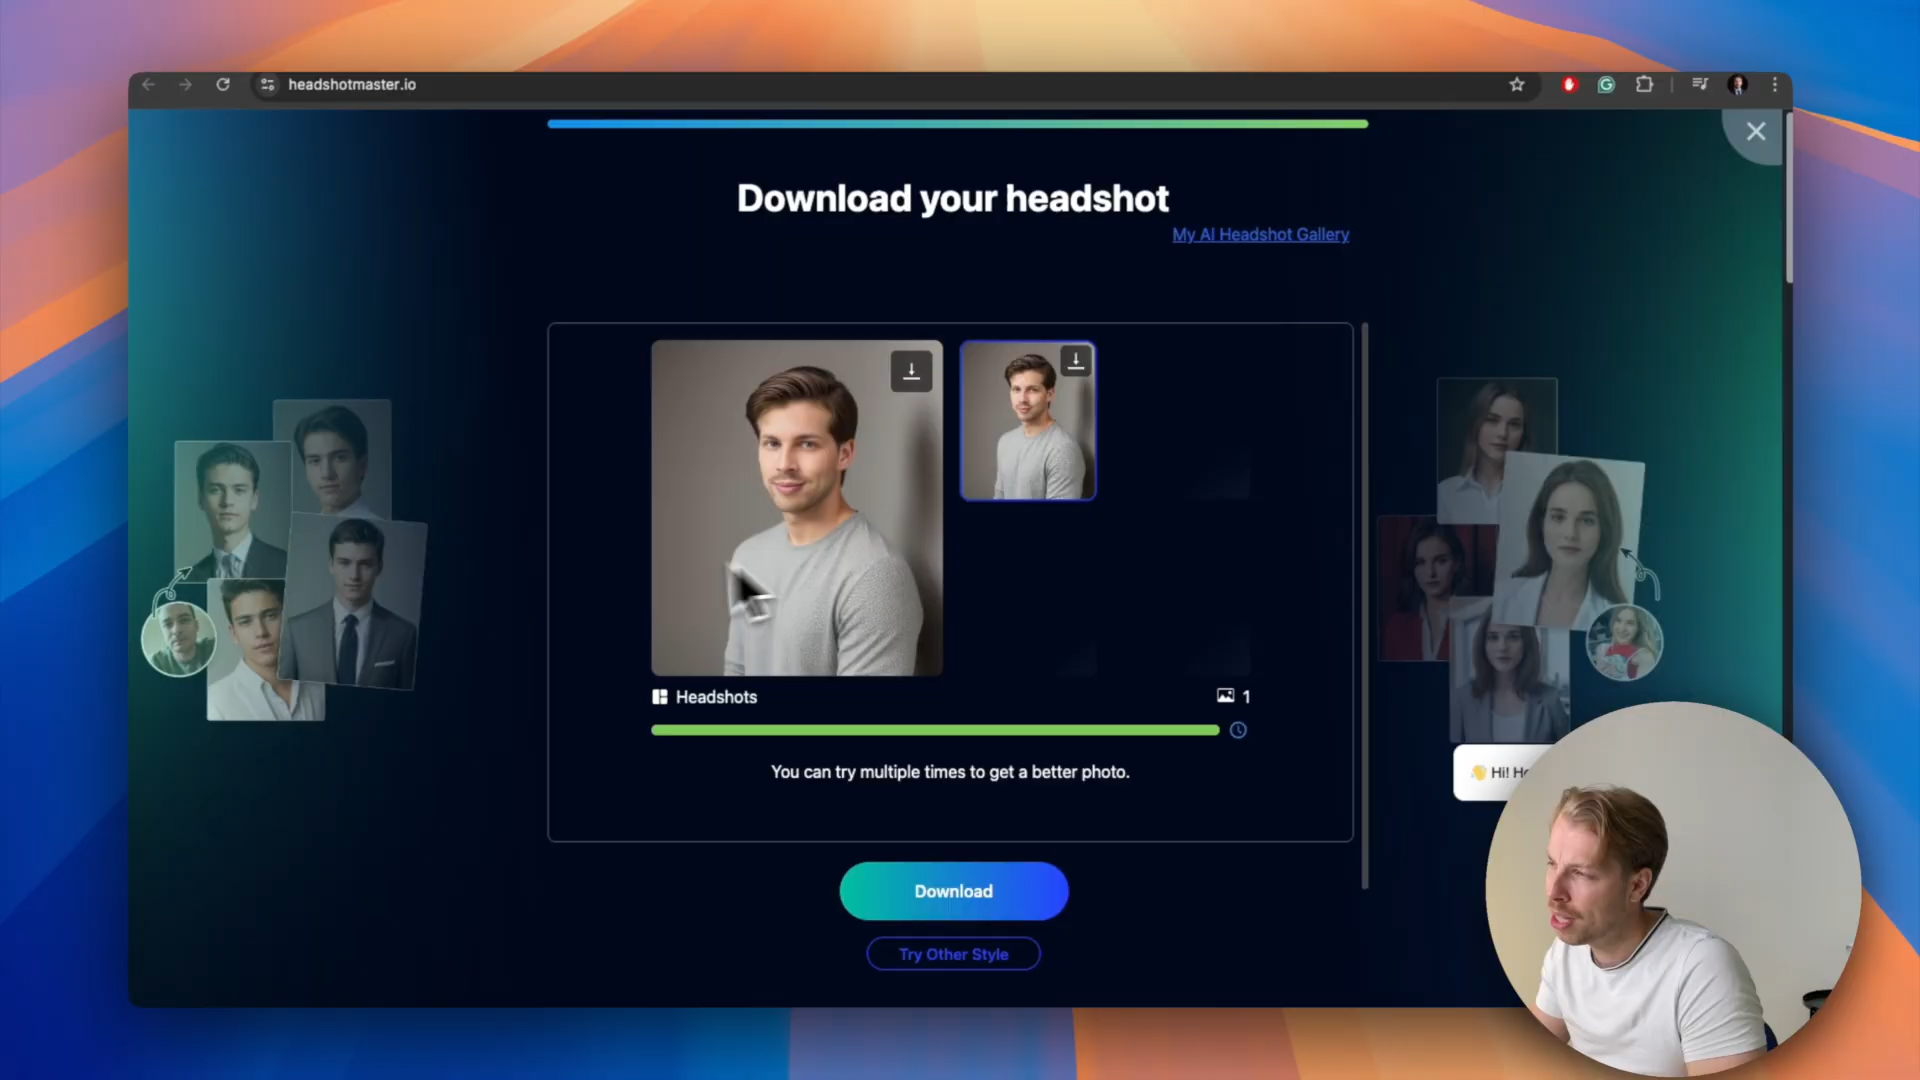 headshotmaster.io
Download your headshot
My AI Headshot Gallery
Headshots
1
You can try multiple times to get a better photo.
👋 Hi!
Download
Try Other Style